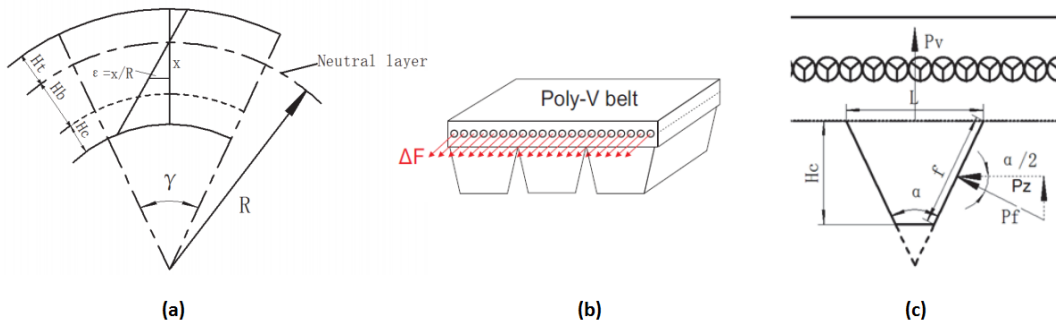 Ht
Hb
Hc
ε=x/R
x
Neutral layer
γ
R
(a)
Poly-V belt
ΔF
(b)
Pv
L
Hc
f
α
α/2
Pz
Pf
(c)